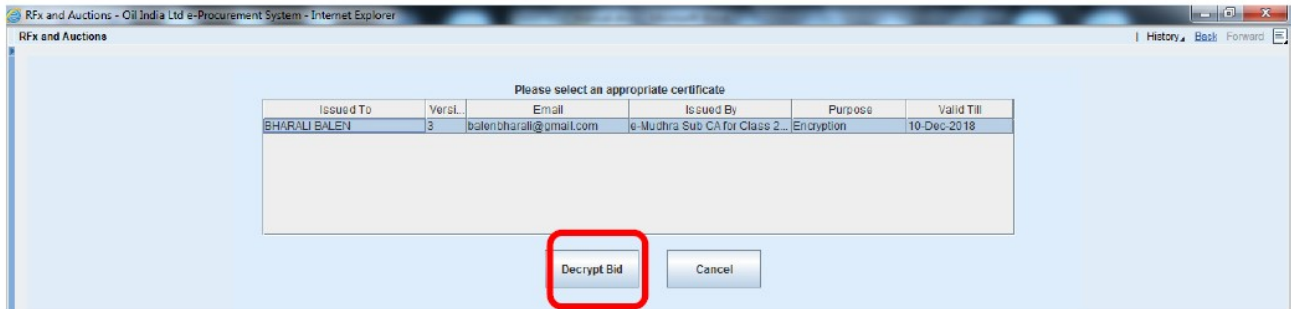 RFx and Auctions - Oil India Ltd e-Procurement System - Internet Explorer
RFx and Auctions | History Back Forward
Please select an appropriate certificate
Issued To Versi... Email Issued By Purpose Valid Till
BHARALI BALEN 3 balenbharali@gmail.com e-Mudhra Sub CA for Class 2... Encryption 10-Dec-2018
Decrypt Bid Cancel